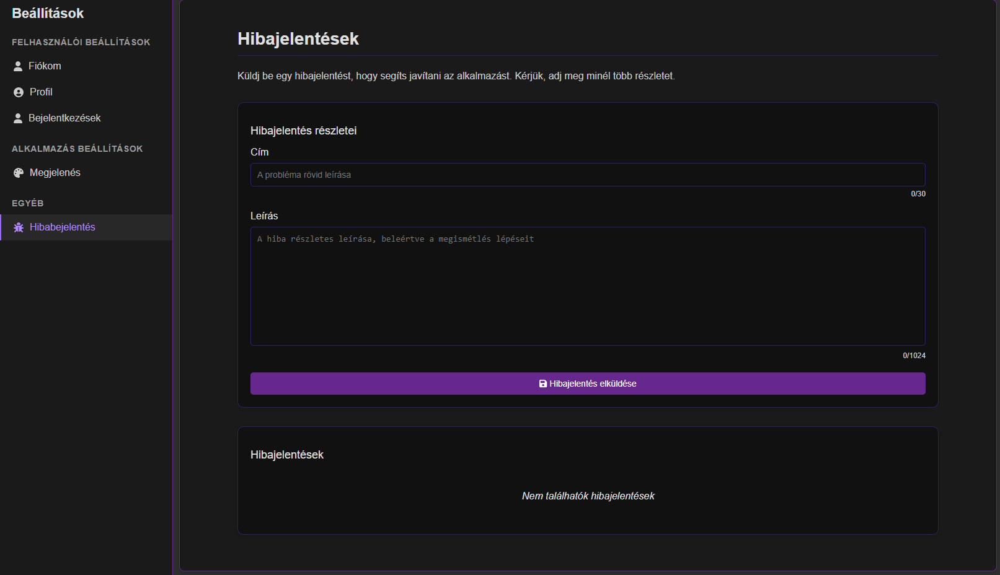 Beállítások
FELHASZNÁLÓI BEÁLLÍTÁSOK
Fiókom
Profil
Bejelentkezések
ALKALMAZÁS BEÁLLÍTÁSOK
Megjelenés
EGYÉB
Hibabejelentés
Hibajelentések
Küldj be egy hibajelentést, hogy segíts javítani az alkalmazást. Kérjük, adj meg minél több részletet.
Hibajelentés részletei
Cím
A probléma rövid leírása
0/30
Leírás
A hiba részletes leírása, beleértve a megismétlés lépéseit
0/1024
Hibajelentés elküldése
Hibajelentések
Nem találhatók hibajelentések